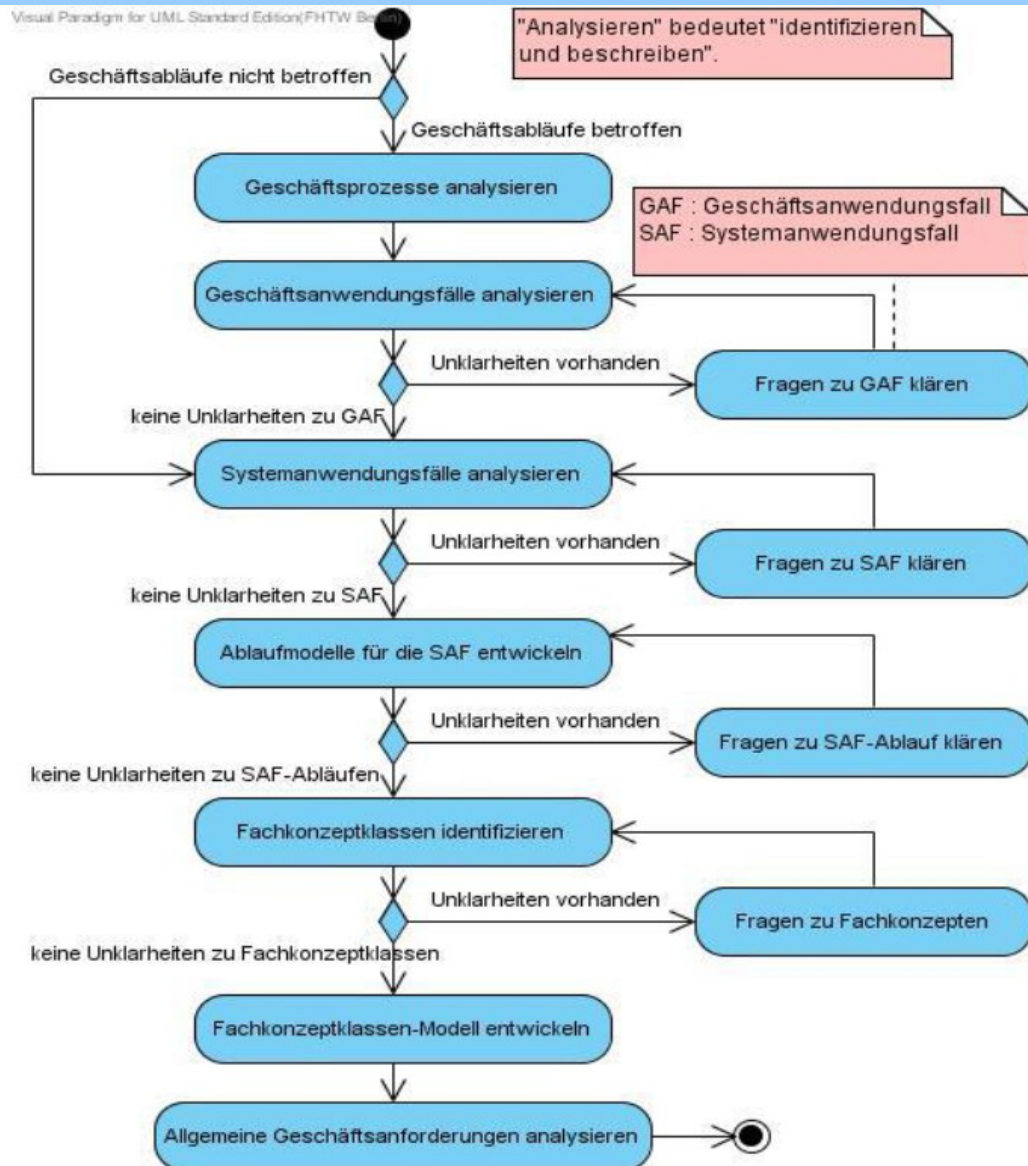 Visual Paradigm for UML Standard Edition(FHTW Berlin)
"Analysieren" bedeutet "identifizieren
und beschreiben".
Geschäftsabläufe nicht betroffen
Geschäftsabläufe betroffen
Geschäftsprozesse analysieren
GAF : Geschäftsanwendungsfall
SAF : Systemanwendungsfall
Geschäftsanwendungsfälle analysieren
Unklarheiten vorhanden
Fragen zu GAF klären
keine Unklarheiten zu GAF
Systemanwendungsfälle analysieren
Unklarheiten vorhanden
Fragen zu SAF klären
keine Unklarheiten zu SAF
Ablaufmodelle für die SAF entwickeln
Unklarheiten vorhanden
Fragen zu SAF-Ablauf klären
keine Unklarheiten zu SAF-Abläufen
Fachkonzeptklassen identifizieren
Unklarheiten vorhanden
Fragen zu Fachkonzepten
keine Unklarheiten zu Fachkonzeptklassen
Fachkonzeptklassen-Modell entwickeln
Allgemeine Geschäftsanforderungen analysieren